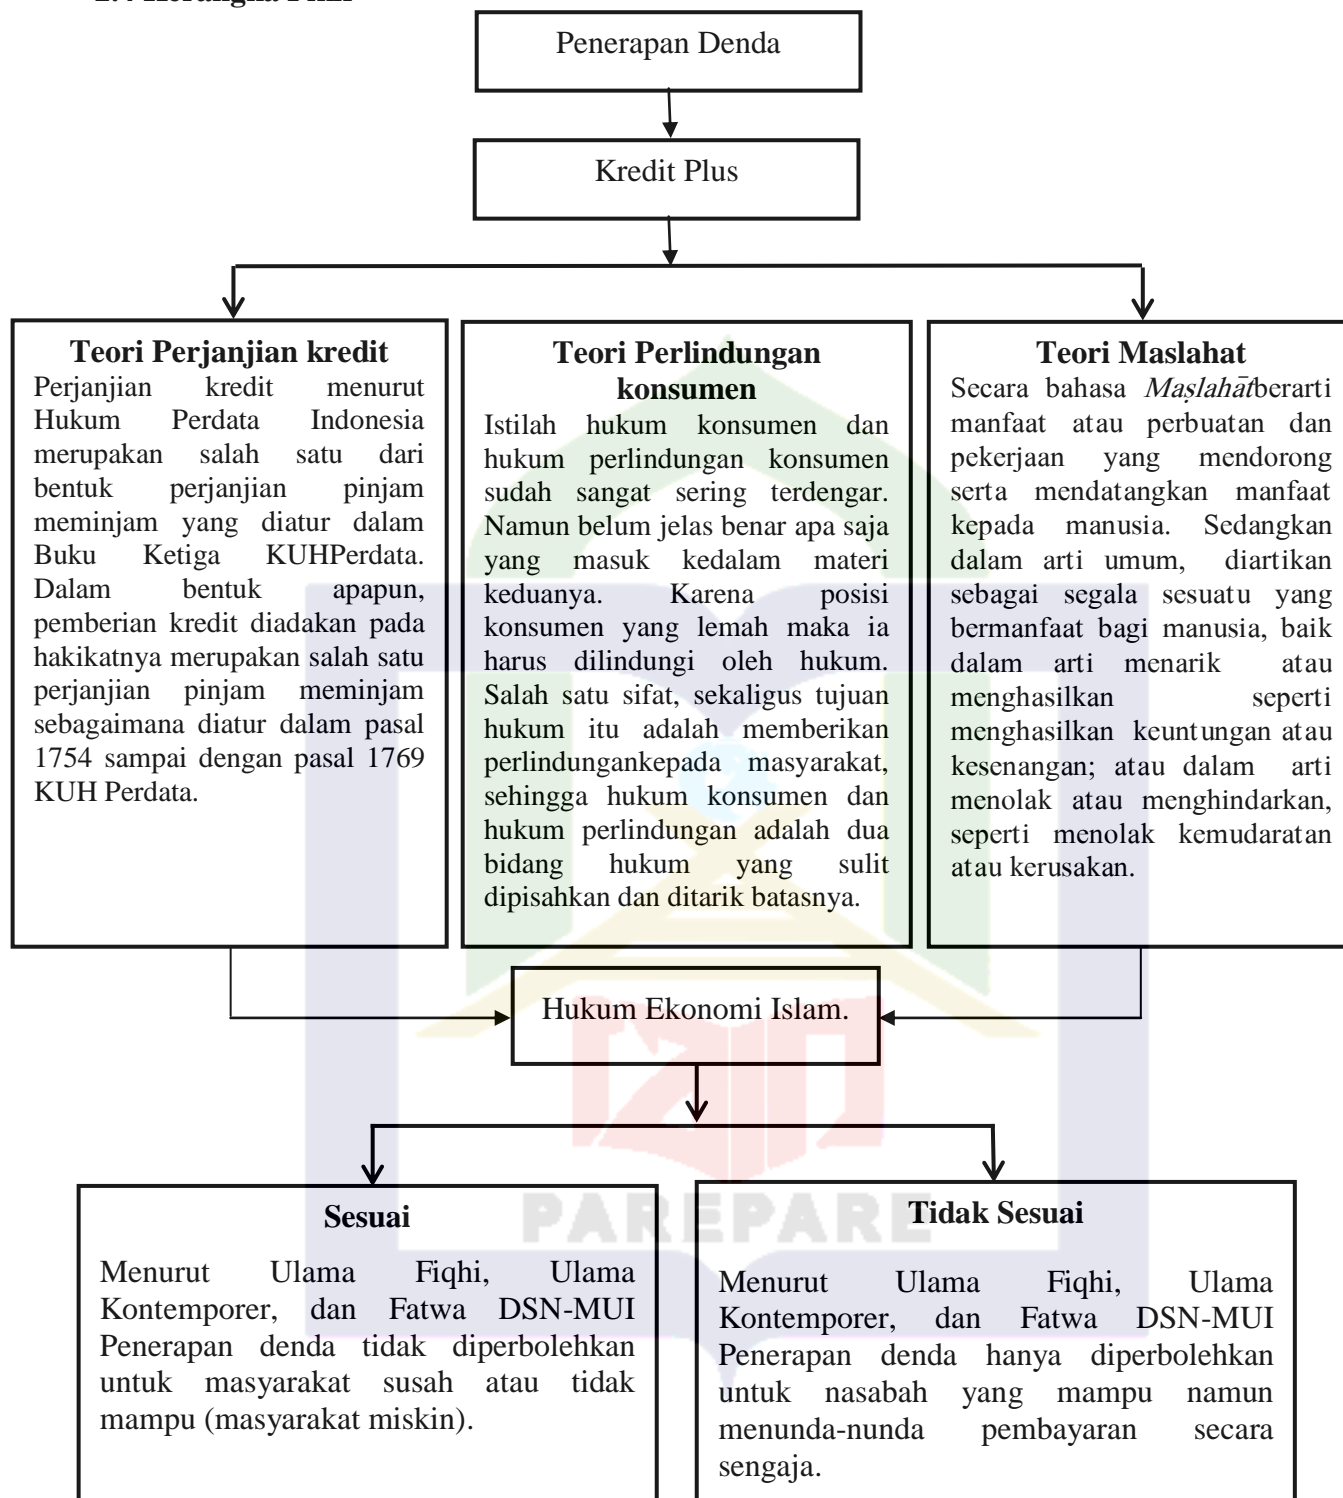 Penerapan Denda
Kredit Plus
Teori Perjanjian kredit
Perjanjian kredit menurut
Hukum Perdata Indonesia
merupakan salah satu dari
bentuk perjanjian pinjam
meminjam yang diatur dalam
Buku Ketiga KUHPerdata.
Dalam bentuk apapun,
pemberian kredit diadakan pada
hakikatnya merupakan salah satu
perjanjian pinjam meminjam
sebagaimana diatur dalam pasal
1754 sampai dengan pasal 1769
KUH Perdata.
Teori Perlindungan
konsumen
Istilah hukum konsumen dan
hukum perlindungan konsumen
sudah sangat sering terdengar.
Namun belum jelas benar apa saja
yang masuk kedalam materi
keduanya. Karena posisi
konsumen yang lemah maka ia
harus dilindungi oleh hukum.
Salah satu sifat, sekaligus tujuan
hukum itu adalah memberikan
perlindungankepada masyarakat,
sehingga hukum konsumen dan
hukum perlindungan adalah dua
bidang hukum yang sulit
dipisahkan dan ditarik batasnya.
Teori Maslahat
Secara bahasa Maṣlahātberarti
manfaat atau perbuatan dan
pekerjaan yang mendorong
serta mendatangkan manfaat
kepada manusia. Sedangkan
dalam arti umum, diartikan
sebagai segala sesuatu yang
bermanfaat bagi manusia, baik
dalam arti menarik atau
menghasilkan seperti
menghasilkan keuntungan atau
kesenangan; atau dalam arti
menolak atau menghindarkan,
seperti menolak kemudaratan
atau kerusakan.
Hukum Ekonomi Islam.
PAREPARE
Sesuai
Menurut Ulama Fiqhi, Ulama
Kontemporer, dan Fatwa DSN-MUI
Penerapan denda tidak diperbolehkan
untuk masyarakat susah atau tidak
mampu (masyarakat miskin).
Tidak Sesuai
Menurut Ulama Fiqhi, Ulama
Kontemporer, dan Fatwa DSN-MUI
Penerapan denda hanya diperbolehkan
untuk nasabah yang mampu namun
menunda-nunda pembayaran secara
sengaja.